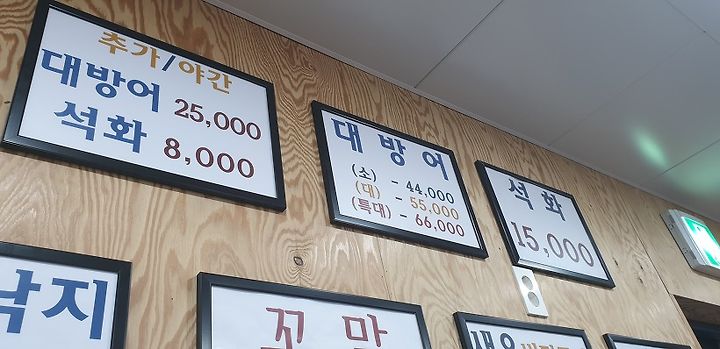 추가/야간
대방어 25,000
석화 8,000
대 방 어
(소) - 44,000
(대) - 55,000
(특대) - 66,000
석 화
15,000
낙지
꼬 막